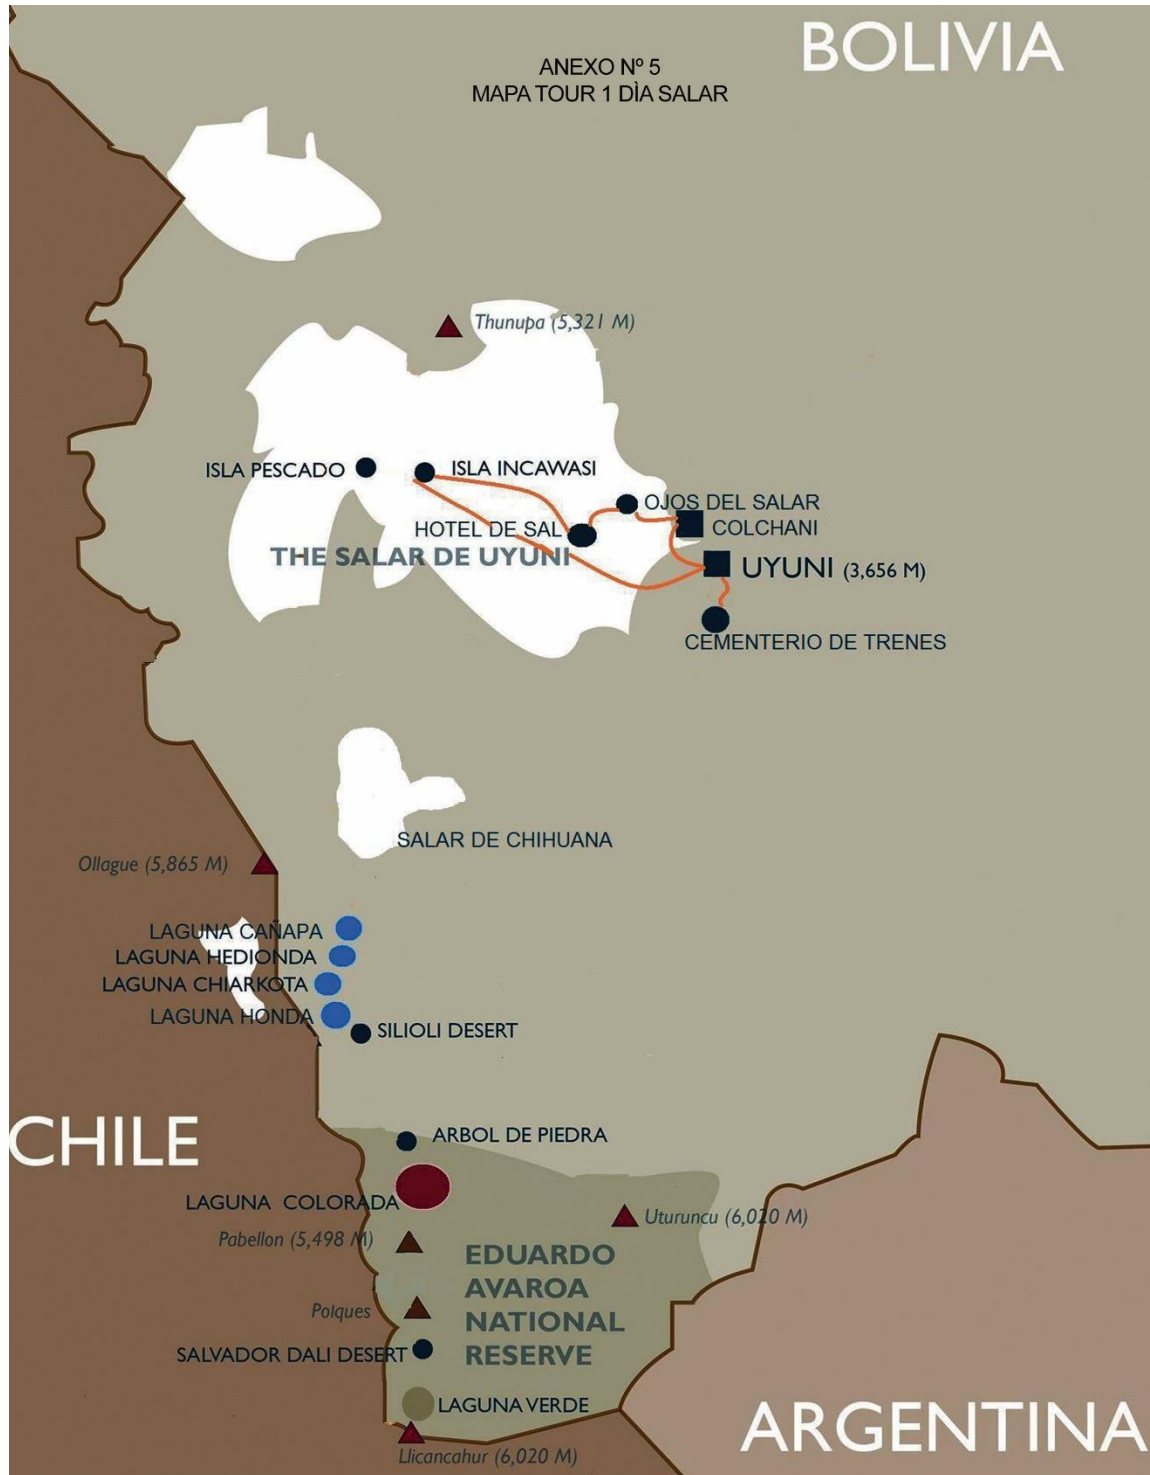 BOLIVIA
ANEXO Nº 5
MAPA TOUR 1 DÌA SALAR
Thunupa (5,321 M)
ISLA PESCADO
ISLA INCAWASI
OJOS DEL SALAR
HOTEL DE SAL
COLCHANI
THE SALAR DE UYUNI
UYUNI (3,656 M)
CEMENTERIO DE TRENES
SALAR DE CHIHUANA
Ollague (5,865 M)
LAGUNA CAÑAPA
LAGUNA HEDIONDA
LAGUNA CHIARKOTA
LAGUNA HONDA
SILIOLI DESERT
CHILE
ARBOL DE PIEDRA
LAGUNA COLORADA
Uturuncu (6,020 M)
Pabellon (5,498 M)
EDUARDO
AVAROA
NATIONAL
RESERVE
Polques
SALVADOR DALI DESERT
LAGUNA VERDE
ARGENTINA
Llicancahur (6,020 M)